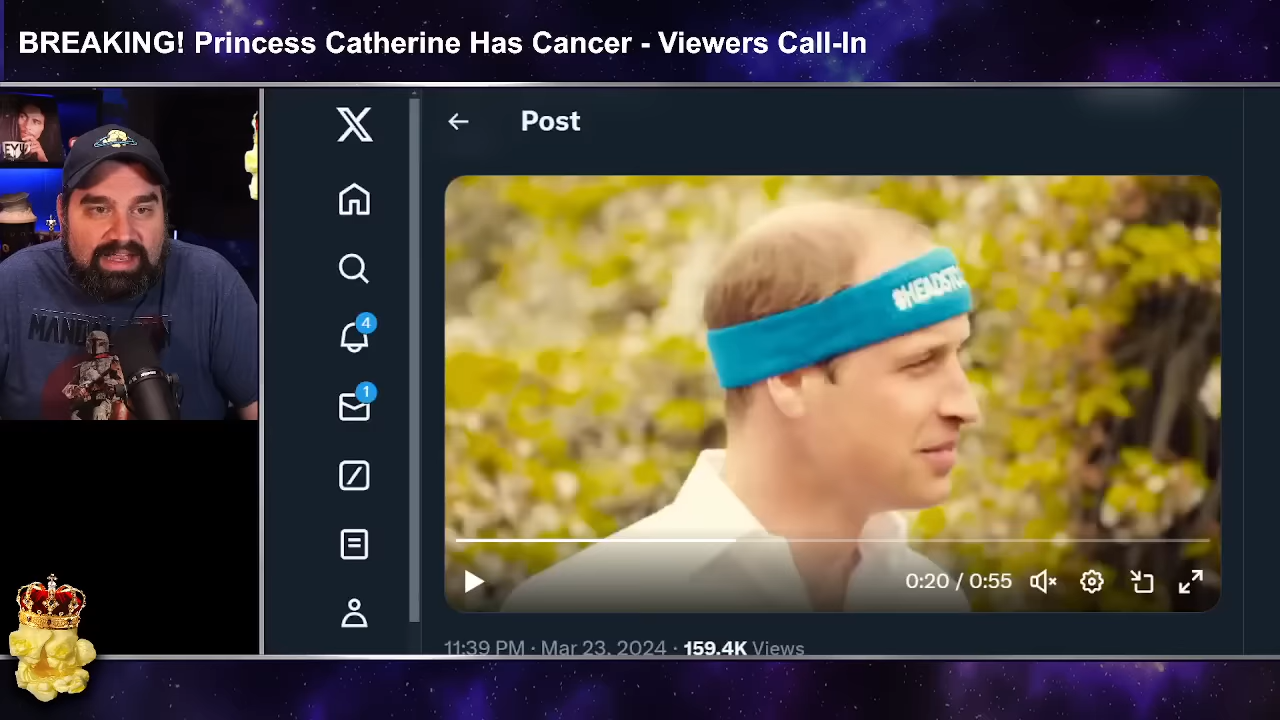 BREAKING! Princess Catherine Has Cancer - Viewers Call-In
Post
4
1
#HEADSTO
0:20 / 0:55
11:39 PM · Mar 23, 2024 · 159.4K Views